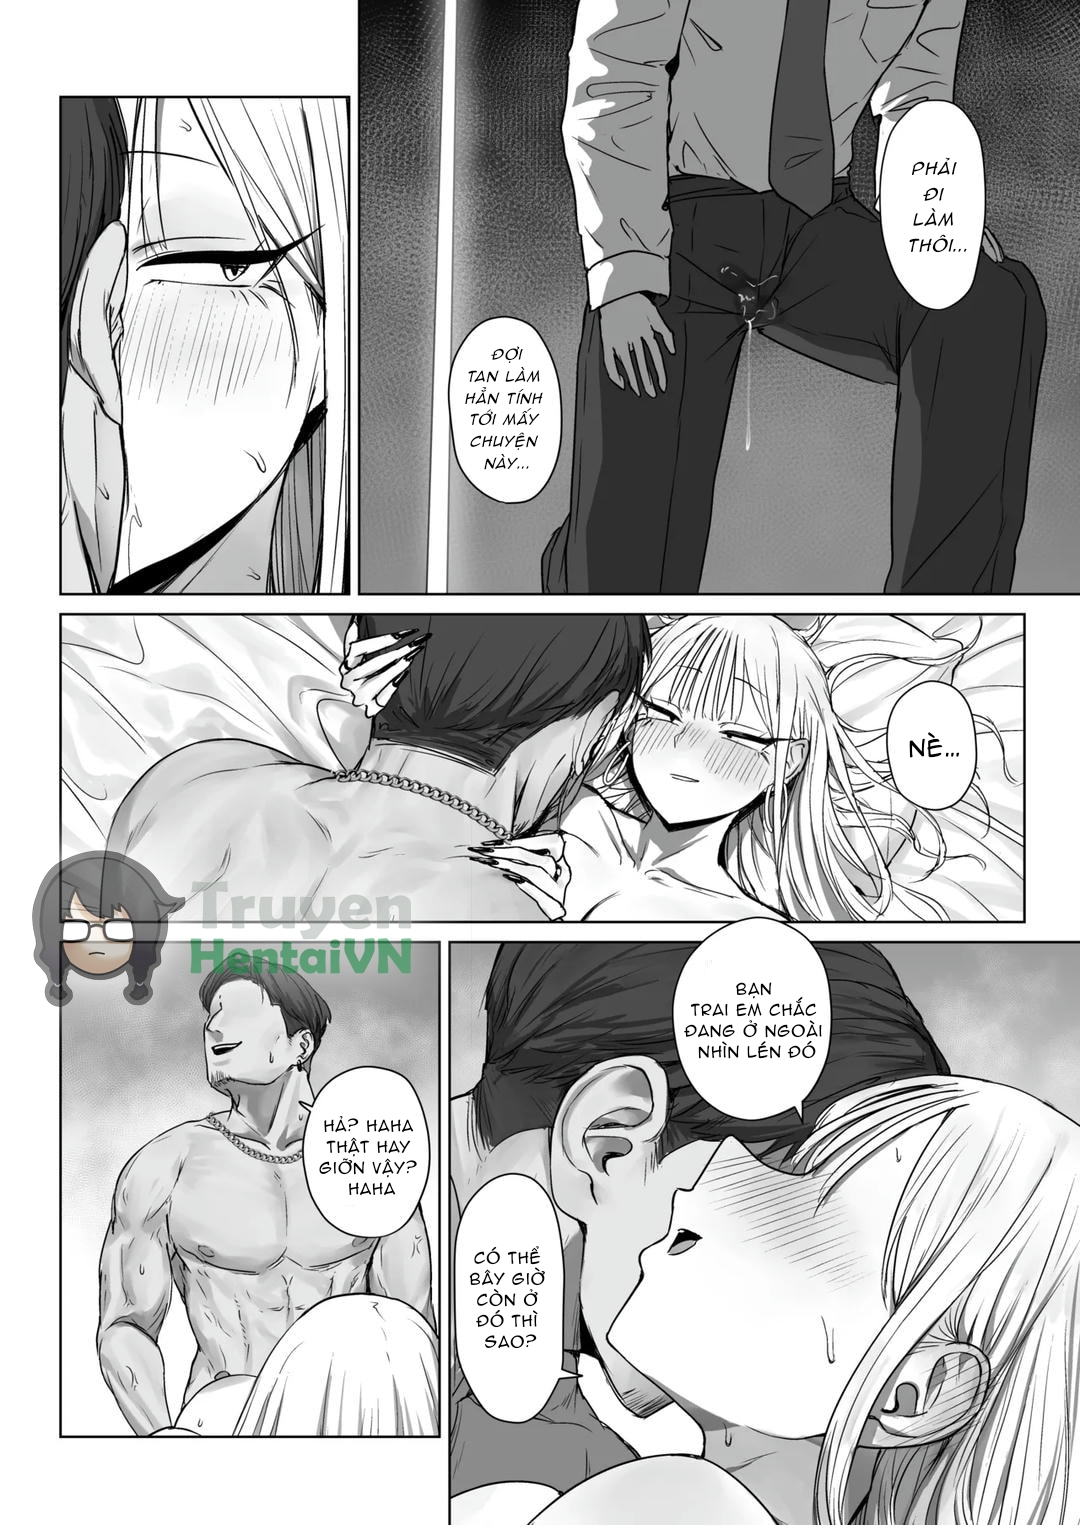 PHẢI
ĐI
LÀM
THÔI...
ĐỢI
TAN LÀM
HẲN TÍNH
TỚI MẤY
CHUYỆN
NÀY...
NÈ...
Truyen
HentaiVN
BẠN
TRAI EM CHẮC
ĐANG Ở NGOÀI
NHÌN LÉN ĐÓ
HẢ? HAHA
THẬT HAY
GIỠN VẬY?
HAHA
CÓ THỂ
BÂY GIỜ
CÒN Ở
ĐÓ THÌ
SAO?